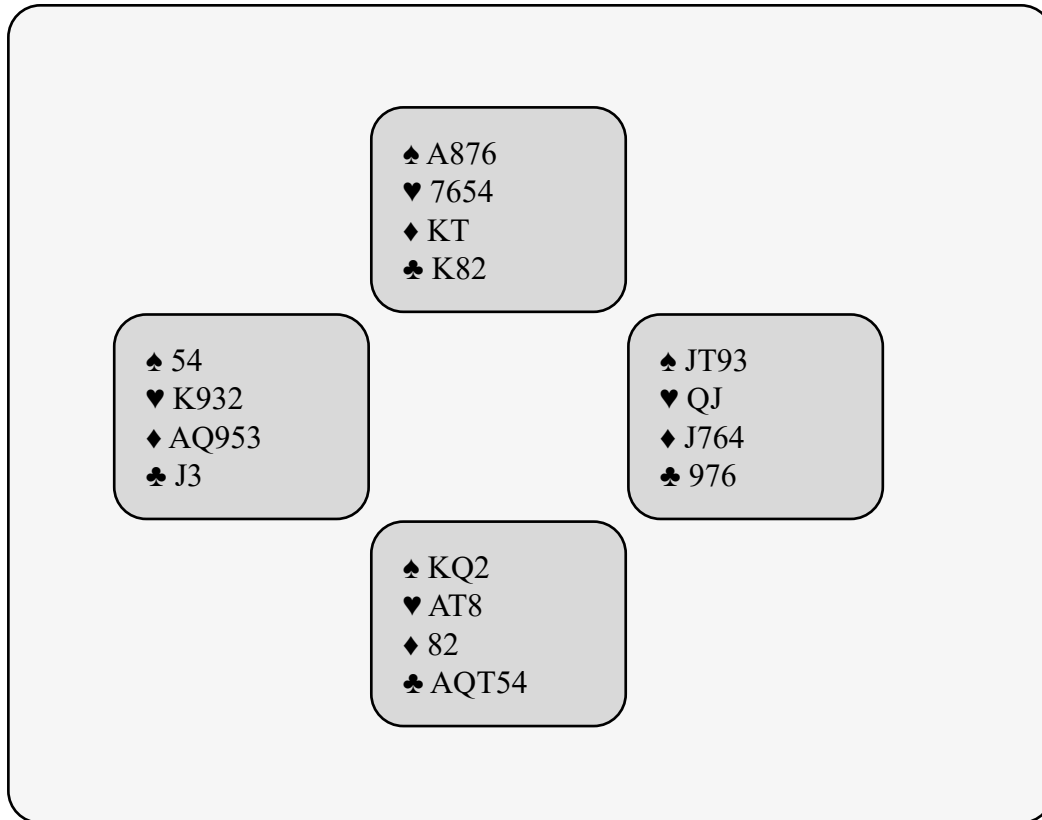 ♠ A876
♥ 7654
♦ KT
♣ K82
♠ 54
♥ K932
♦ AQ953
♣ J3
♠ JT93
♥ QJ
♦ J764
♣ 976
♠ KQ2
♥ AT8
♦ 82
♣ AQT54